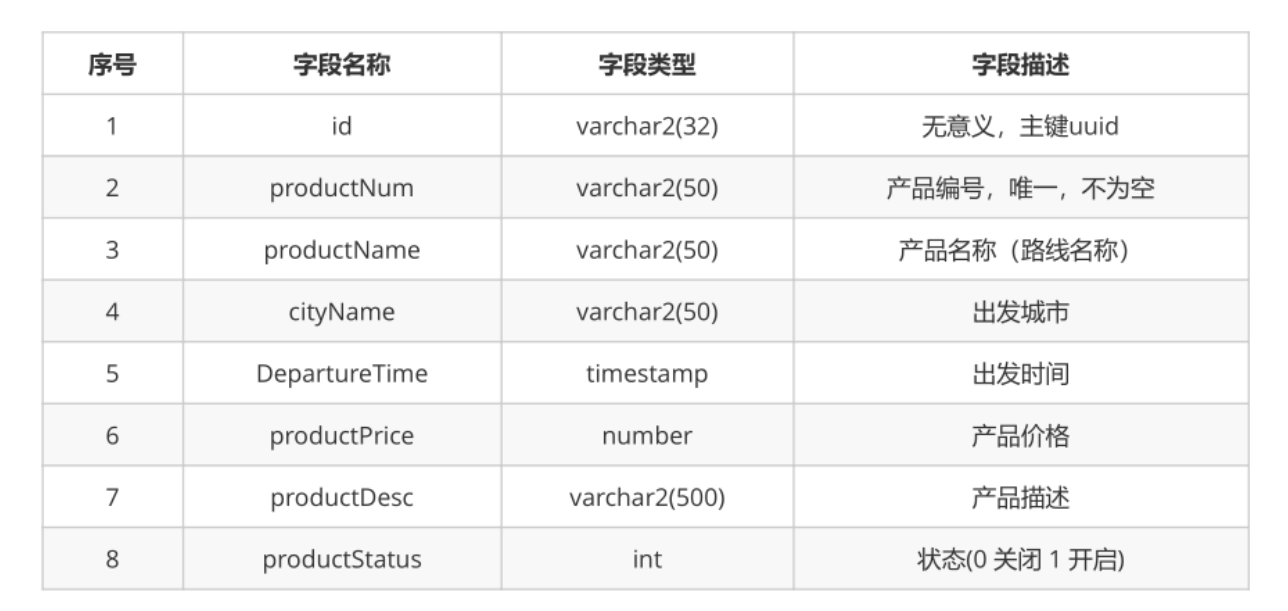 序号 字段名称 字段类型 字段描述
1 id varchar2(32) 无意义，主键uuid
2 productNum varchar2(50) 产品编号，唯一，不为空
3 productName varchar2(50) 产品名称（路线名称）
4 cityName varchar2(50) 出发城市
5 DepartureTime timestamp 出发时间
6 productPrice number 产品价格
7 productDesc varchar2(500) 产品描述
8 productStatus int 状态(0 关闭 1 开启)